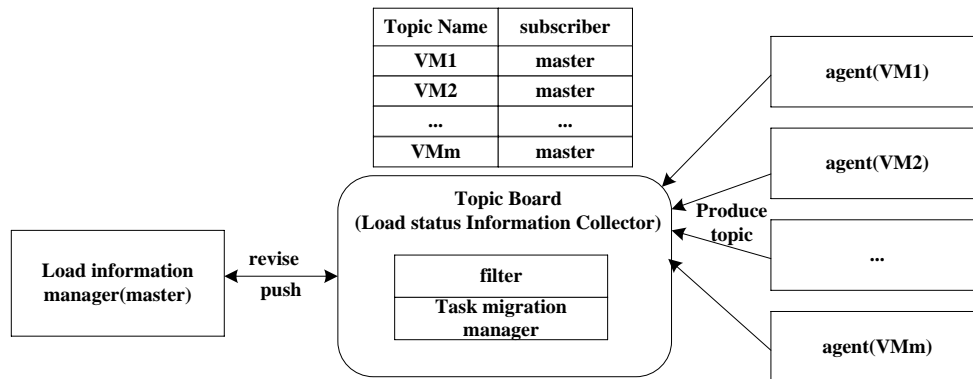 Topic Name subscriber
VM1 master
VM2 master
... ...
VMm master
Topic Board
(Load status Information Collector)
filter
Task migration
manager
Load information
manager(master)
revise
push
Produce
topic
agent(VM1)
agent(VM2)
...
agent(VMm)